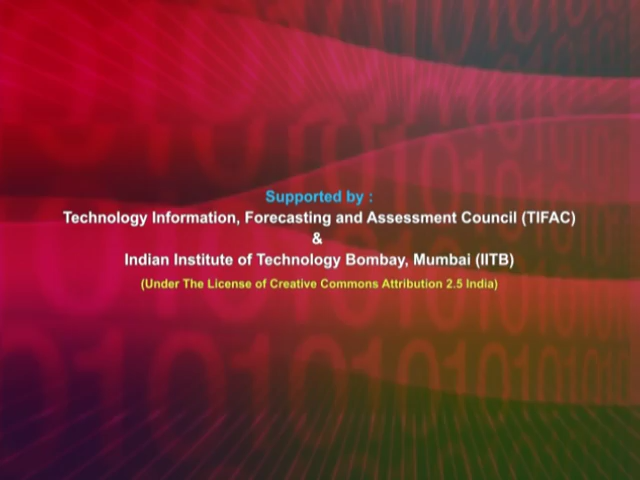 Supported by :
Technology Information, Forecasting and Assessment Council (TIFAC)
&
Indian Institute of Technology Bombay, Mumbai (IITB)
(Under The License of Creative Commons Attribution 2.5 India)